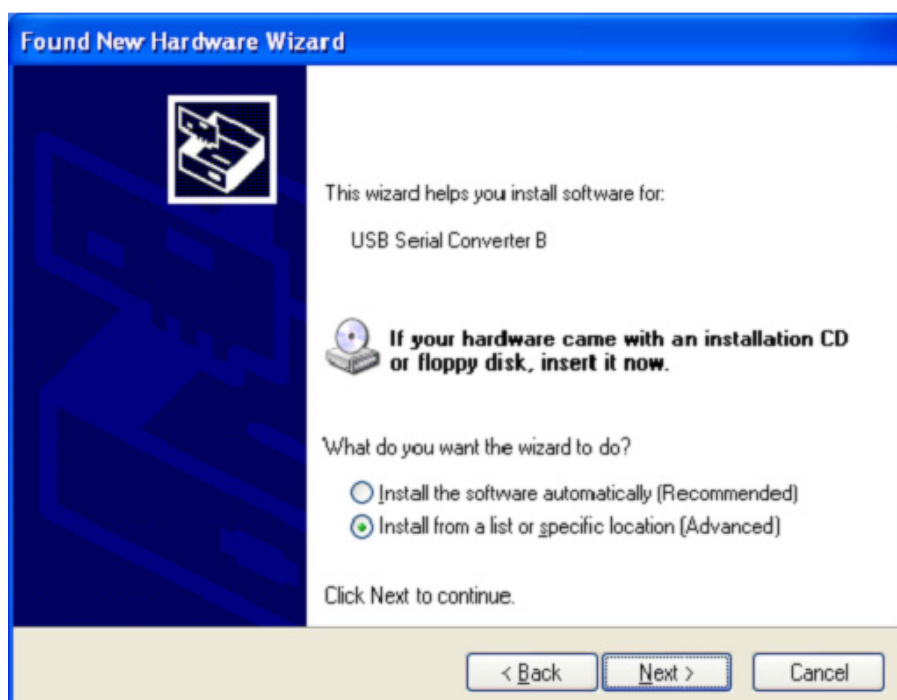 Found New Hardware Wizard
This wizard helps you install software for:
USB Serial Converter B
If your hardware came with an installation CD
or floppy disk, insert it now.
What do you want the wizard to do?
Install the software automatically (Recommended)
Install from a list or specific location (Advanced)
Click Next to continue.
< Back
Next >
Cancel